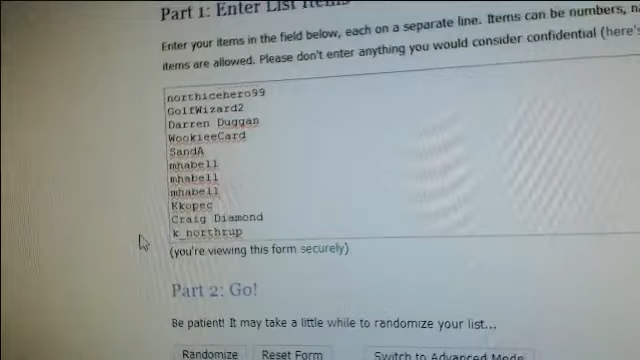 Part 1: Enter List Items
Enter your items in the field below, each on a separate line. Items can be numbers,
items are allowed. Please don't enter anything you would consider confidential (here's
northicehero99
GolfWizard2
Darren Duggan
WookieeCard
SandA
mhabell
mhabell
mhabell
Kkopec
Craig Diamond
k_northrup
(you're viewing this form securely)
Part 2: Go!
Be patient! It may take a little while to randomize your list...
Randomize Reset Form Switch to Advanced Mode